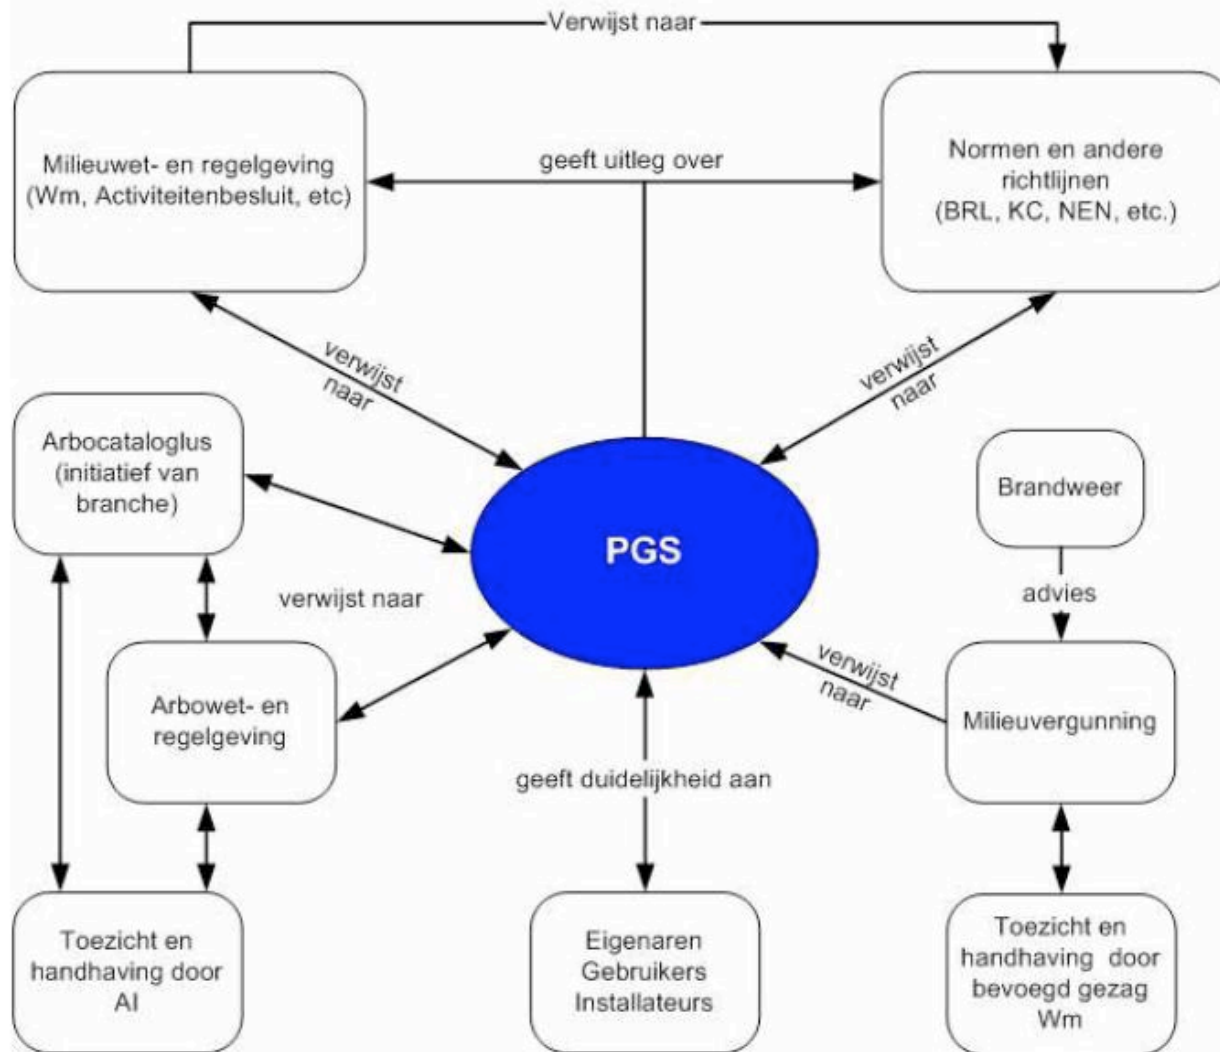 Verwijst naar
Milieuwet- en regelgeving
(Wm, Activiteitenbesluit, etc)
geeft uitleg over
Normen en andere
richtlijnen
(BRL, KC, NEN, etc.)
verwijst
naar
verwijst
naar
Arbocataloglus
(initiatief van
branche)
PGS
Brandweer
verwijst naar
advies
Arbowet- en
regelgeving
verwijst
naar
Milieuvergunning
geeft duidelijkheid aan
Toezicht en
handhaving door
AI
Eigenaren
Gebruikers
Installateurs
Toezicht en
handhaving door
bevoegd gezag
Wm